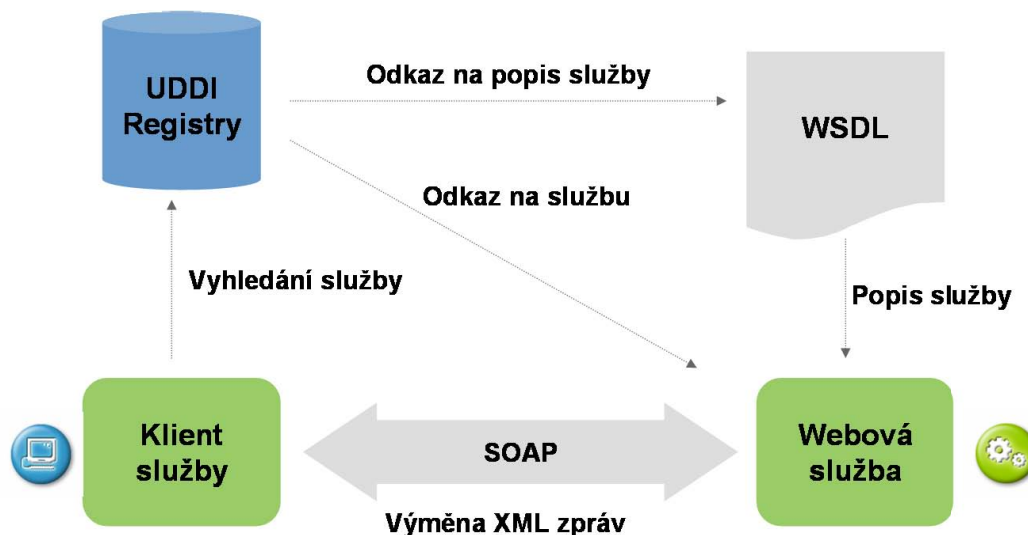 UDDI
Registry
Odkaz na popis služby
WSDL
Odkaz na službu
Vyhledání služby
Popis služby
Klient
služby
SOAP
Webová
služba
Výměna XML zpráv